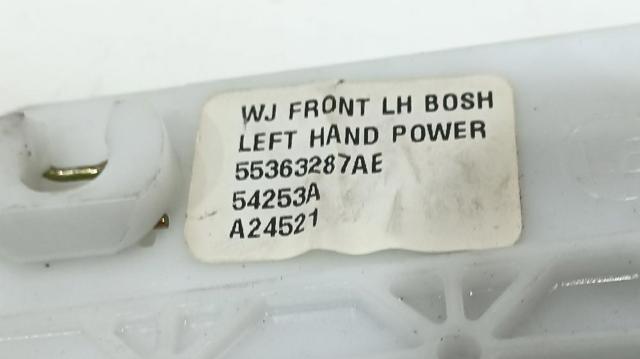 WJ FRONT LH BOSH
LEFT HAND POWER
55363287AE
54253A
A24521